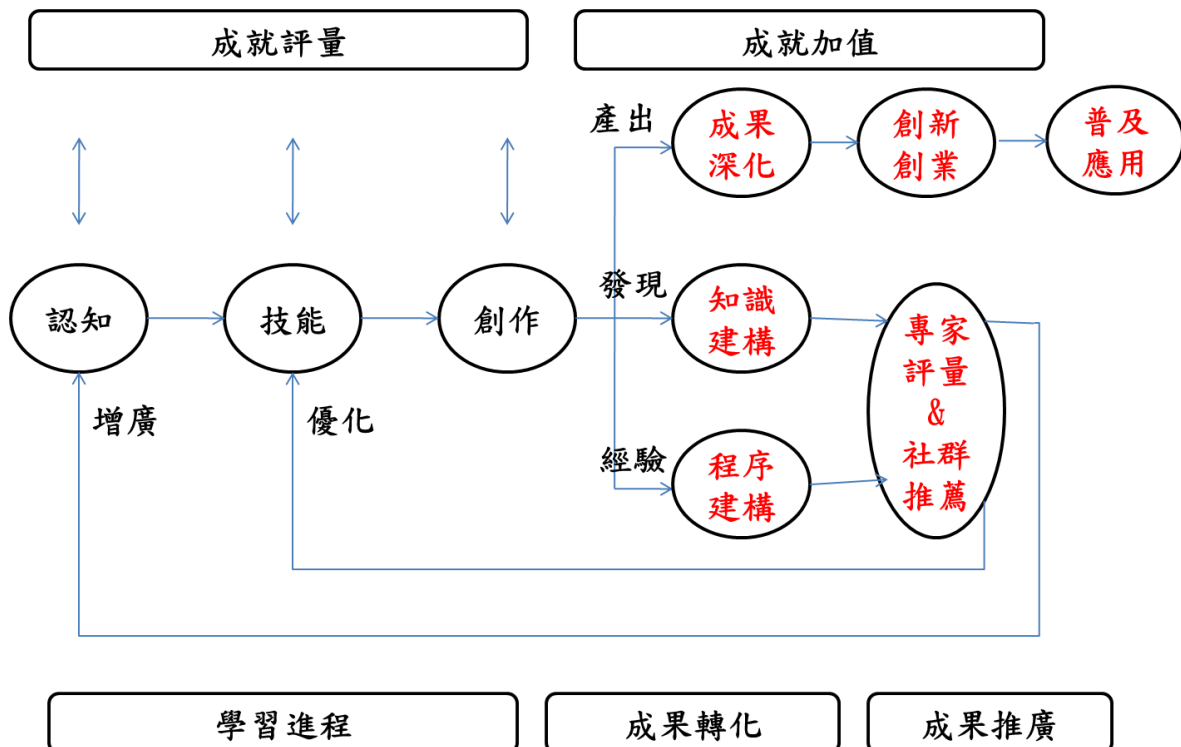 成就評量
成就加值
產出
成果
深化
創新
創業
普及
應用
認知
技能
創作
發現
知識
建構
專家
評量
&
社群
推薦
增廣
優化
經驗
程序
建構
學習進程
成果轉化
成果推廣